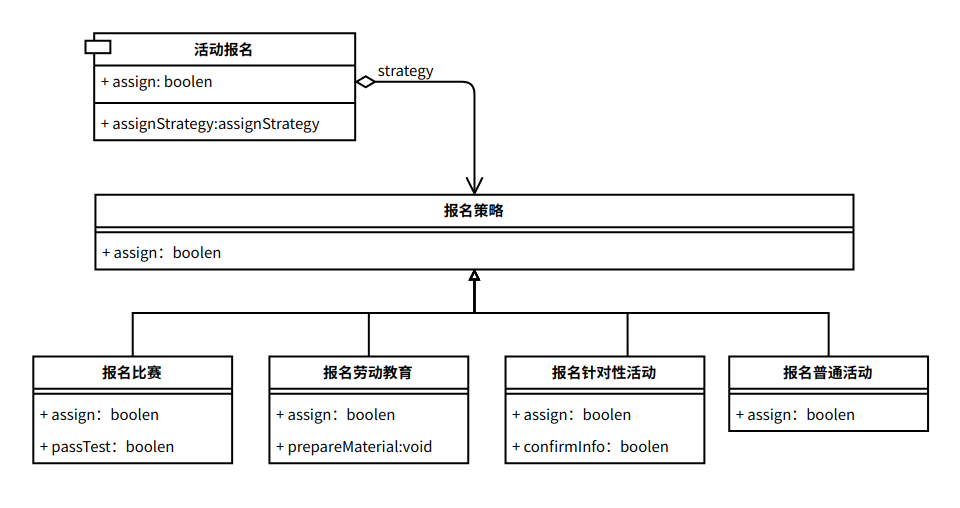 活动报名
+ assign: boolen
strategy
+ assignStrategy:assignStrategy
报名策略
+ assign：boolen
报名比赛
+ assign：boolen
+ passTest：boolen
报名劳动教育
+ assign：boolen
+ prepareMaterial:void
报名针对性活动
+ assign：boolen
+ confirmInfo：boolen
报名普通活动
+ assign：boolen